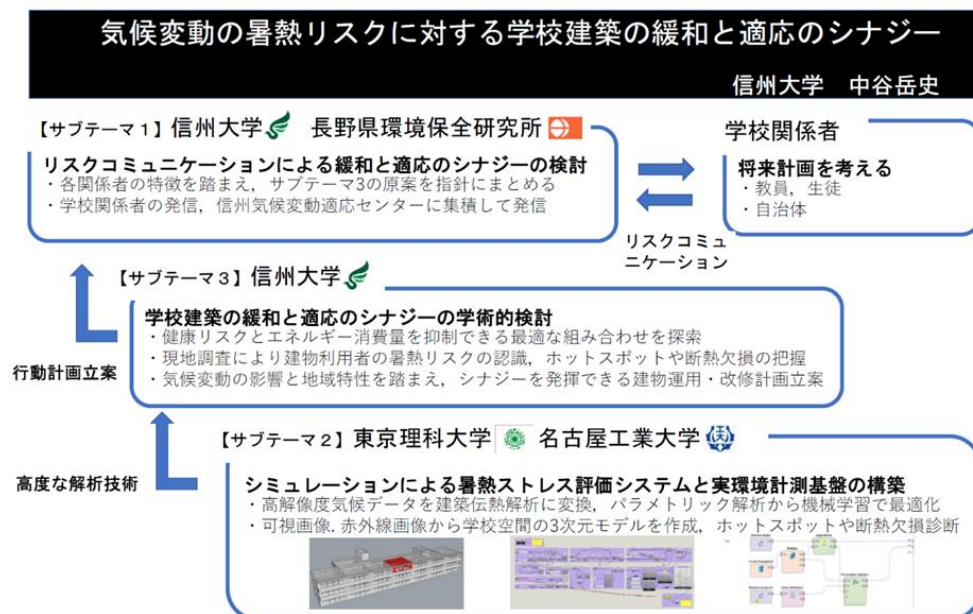 気候変動の暑熱リスクに対する学校建築の緩和と適応のシナジー
信州大学　中谷岳史
【サブテーマ１】信州大学　長野県環境保全研究所
リスクコミュニケーションによる緩和と適応のシナジーの検討
・各関係者の特徴を踏まえ，サブテーマ3の原案を指針にまとめる
・学校関係者の発信，信州気候変動適応センターに集積して発信
学校関係者
将来計画を考える
・教員，生徒
・自治体
リスクコミュ
ニケーション
【サブテーマ３】信州大学
学校建築の緩和と適応のシナジーの学術的検討
・健康リスクとエネルギー消費量を抑制できる最適な組み合わせを探索
・現地調査により建物利用者の暑熱リスクの認識，ホットスポットや断熱欠損の把握
・気候変動の影響と地域特性を踏まえ，シナジーを発揮できる建物運用・改修計画立案
行動計画立案
【サブテーマ２】東京理科大学　名古屋工業大学
シミュレーションによる暑熱ストレス評価システムと実環境計測基盤の構築
・高解像度気候データを建築伝熱解析に変換，パラメトリック解析から機械学習で最適化
・可視画像．赤外線画像から学校空間の3次元モデルを作成，ホットスポットや断熱欠損診断
高度な解析技術